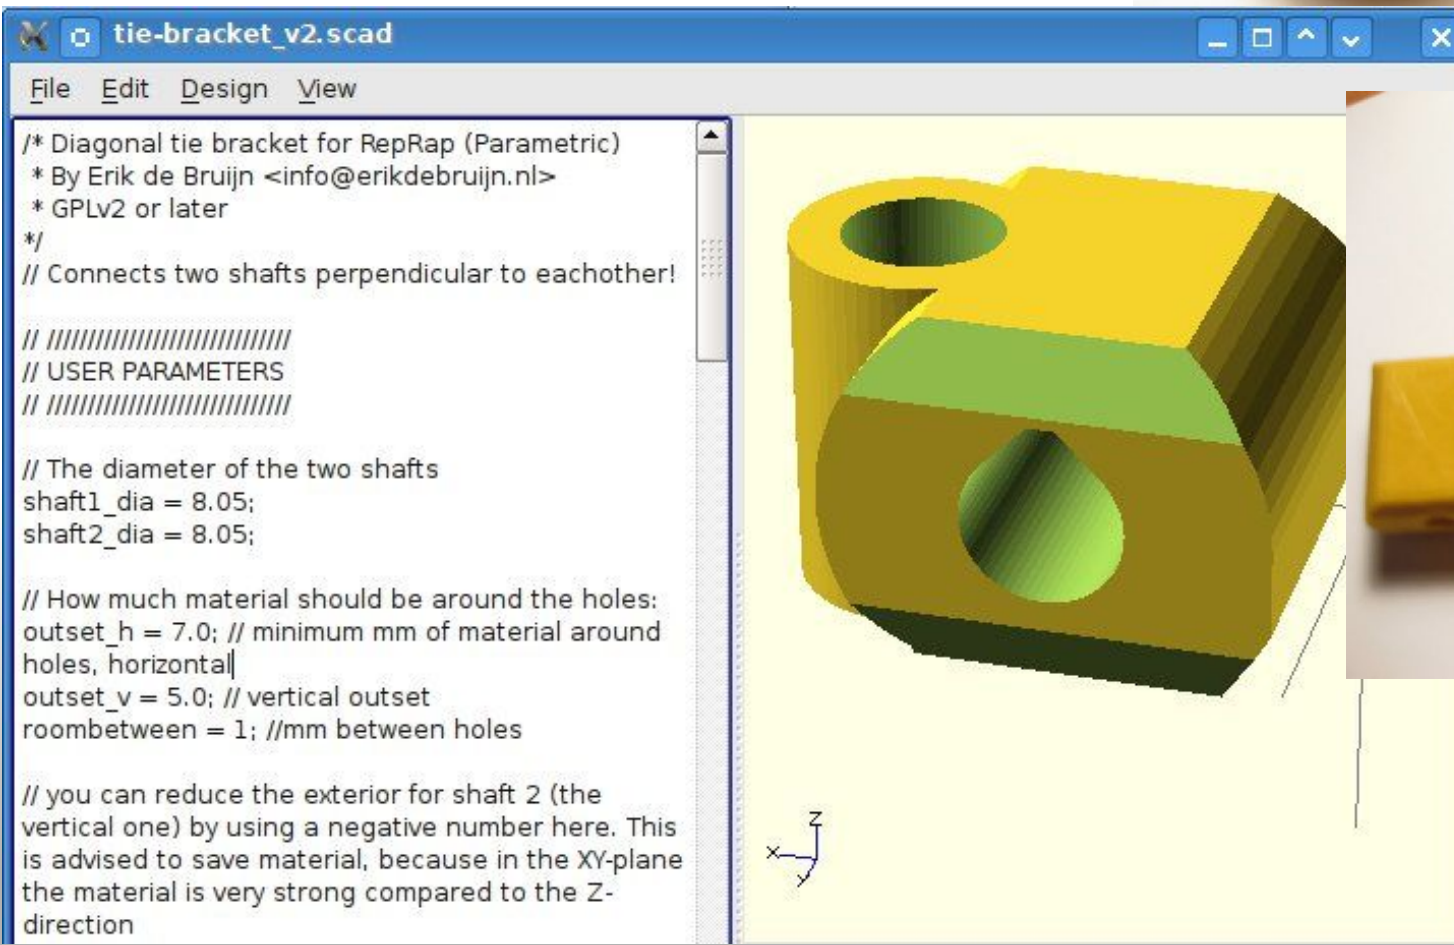 tie-bracket_v2.scad
File Edit Design View
/* Diagonal tie bracket for RepRap (Parametric)
* By Erik de Bruijn <info@erikdebruijn.nl>
* GPLv2 or later
*/
// Connects two shafts perpendicular to eachother!
// /////////////////////////////
// USER PARAMETERS
// /////////////////////////////
// The diameter of the two shafts
shaft1_dia = 8.05;
shaft2_dia = 8.05;
// How much material should be around the holes:
outset_h = 7.0; // minimum mm of material around
holes, horizontal
outset_v = 5.0; // vertical outset
roombetween = 1; //mm between holes
// you can reduce the exterior for shaft 2 (the
vertical one) by using a negative number here. This
is advised to save material, because in the XY-plane
the material is very strong compared to the Z-
direction
Z
X
Y